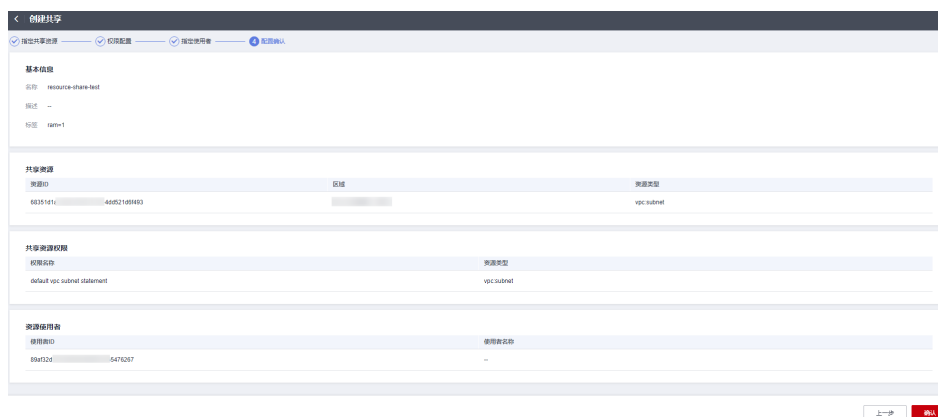 创建共享
指定共享资源 权限配置 指定使用者 4 配置确认
基本信息
名称 resource-share-test
描述 --
标签 ram=1
共享资源
资源ID 区域 资源类型
68351d1c 4dd521d6f493 vpc:subnet
共享资源权限
权限名称 资源类型
default vpc subnet statement vpc:subnet
资源使用者
使用者ID 使用者名称
89af32d 5476267 --
上一步 确认